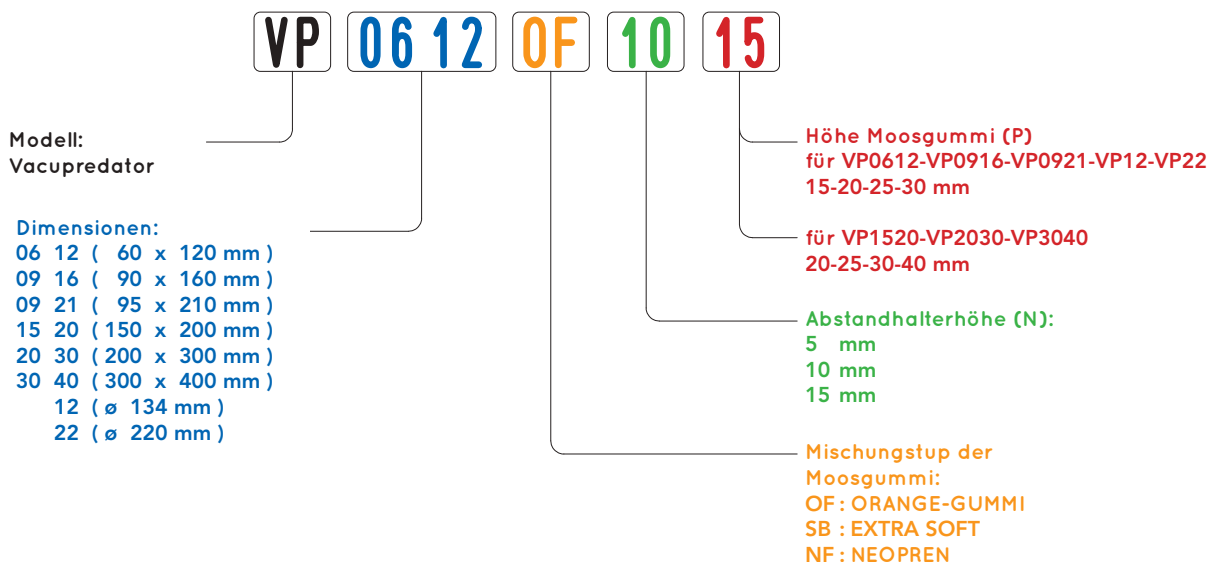 VP 06 12 OF 10 15
Modell:
Vacupredator
Dimensionen:
06 12 ( 60 x 120 mm )
09 16 ( 90 x 160 mm )
09 21 ( 95 x 210 mm )
15 20 ( 150 x 200 mm )
20 30 ( 200 x 300 mm )
30 40 ( 300 x 400 mm )
12 ( ø 134 mm )
22 ( ø 220 mm )
Höhe Moosgummi (P)
für VP0612-VP0916-VP0921-VP12-VP22
15-20-25-30 mm
für VP1520-VP2030-VP3040
20-25-30-40 mm
Abstandhalterhöhe (N):
5 mm
10 mm
15 mm
Mischungstup der
Moosgummi:
OF : ORANGE-GUMMI
SB : EXTRA SOFT
NF : NEOPREN